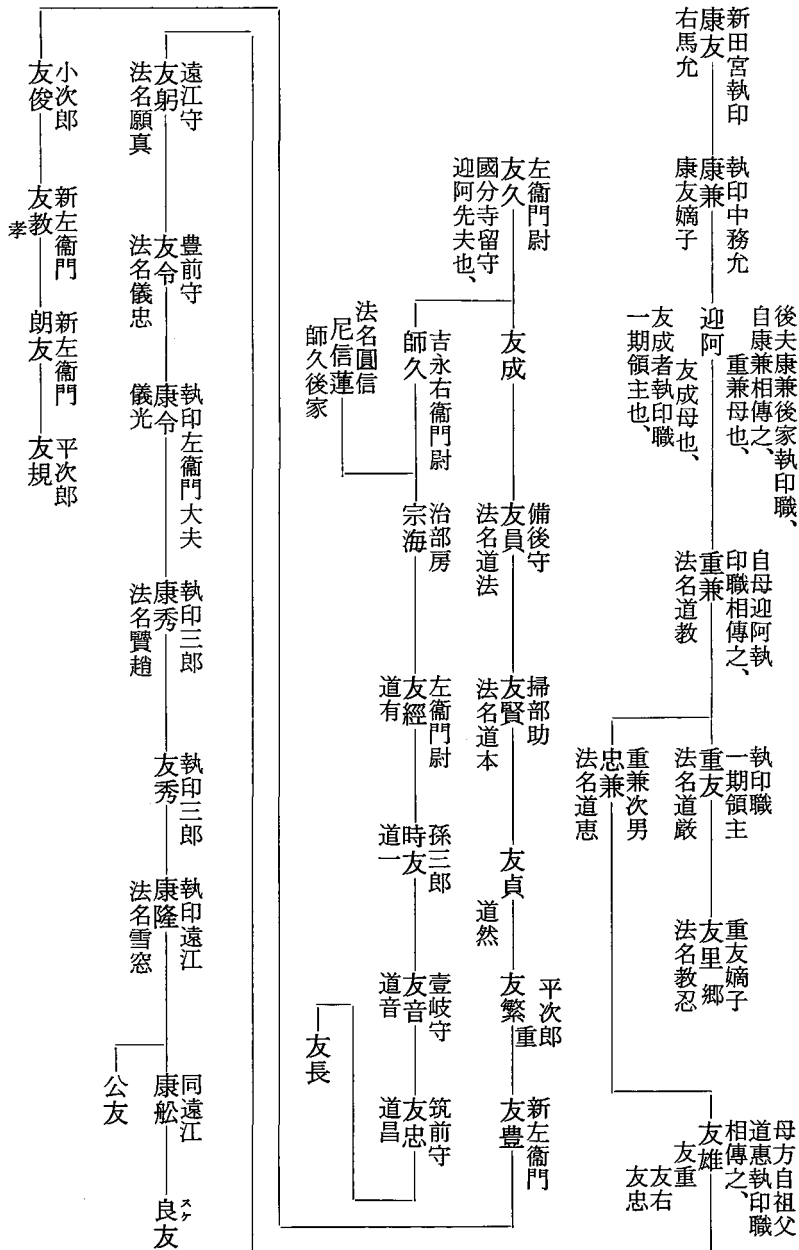 新田宮執印
康友
右馬允
執印中務允
康兼
康友嫡子
後夫康兼後家執印職、
自康兼相傳之、
重兼母也、
迎阿
友成母也、
友成者執印職
一期領主也、
自母迎阿執
印職相傳之、
重兼
法名道教
執印職
一期領主
重友
法名道厳
重友嫡子
友里 郷
法名教忍
重兼次男
忠兼
法名道恵
母方自祖父
道恵執印職
相傳之、
友雄
友重
友右
友忠
左衞門尉
友久
國分寺留守
迎阿先夫也、
友成
備後守
友員
法名道法
掃部助
友賢
法名道本
友貞
道然
平次郎
友繁
重
新左衞門
友豊
吉永右衞門尉
師久
法名圓信
尼信蓮
師久後家
治部房
宗海
左衞門尉
友經
道有
孫三郎
時友
道一
壹岐守
友音
道音
筑前守
友忠
道昌
友長
遠江守
友躬
法名願真
豊前守
友令
法名儀忠
執印左衞門大夫
康令
儀光
執印三郎
康秀
法名賢趙
執印三郎
友秀
執印遠江
康隆
法名雪窓
同遠江
康舩
公友
スケ
良友
小次郎
友俊
新左衞門
友教
孝
新左衞門
朗友
平次郎
友規